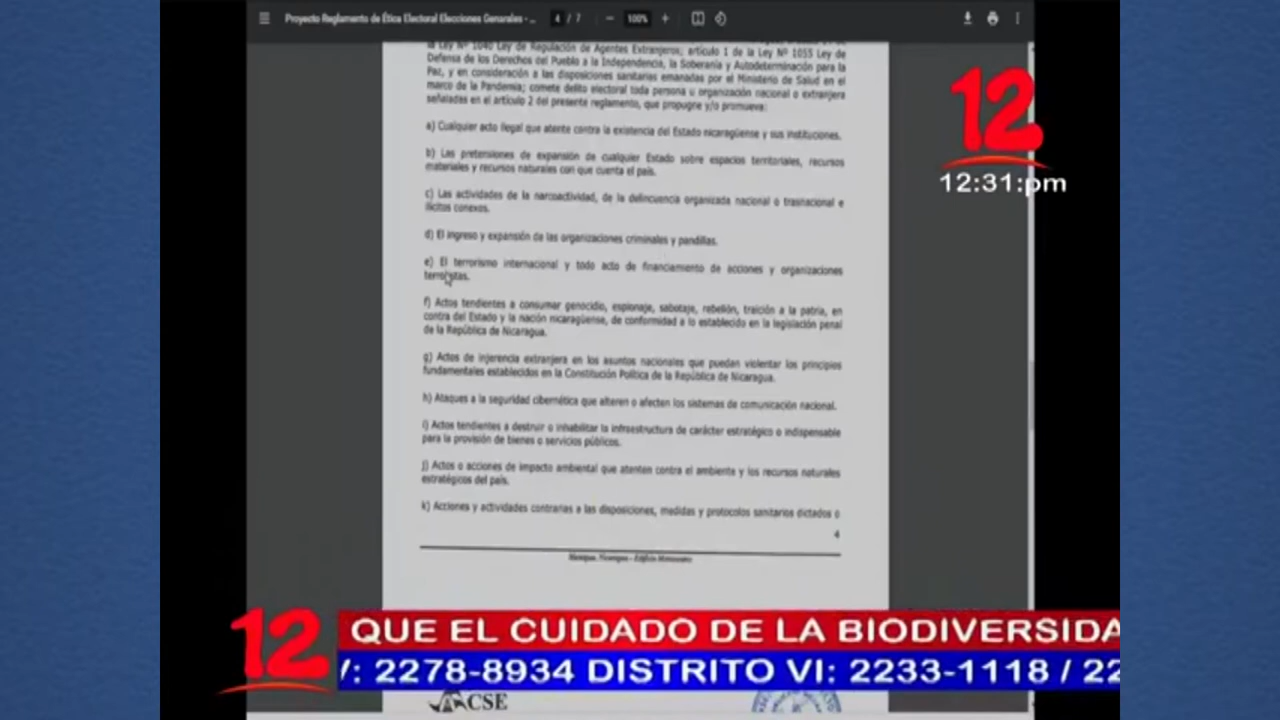 Proyecto Reglamento de Ética Electoral Elecciones Generales -...
4 / 7
100%
la Ley Nº 1040 Ley de Regulación de Agentes Extranjeros; artículo 1 de la Ley Nº 1055 Ley de
Defensa de los Derechos del Pueblo a la Independencia, la Soberanía y Autodeterminación para la
Paz, y en consideración a las disposiciones sanitarias emanadas por el Ministerio de Salud en el
marco de la Pandemia; comete delito electoral toda persona u organización nacional o extranjera
señaladas en el artículo 2 del presente reglamento, que propugne y/o promueva:
a) Cualquier acto ilegal que atente contra la existencia del Estado nicaragüense y sus instituciones.
b) Las pretensiones de expansión de cualquier Estado sobre espacios territoriales, recursos
materiales y recursos naturales con que cuenta el país.
c) Las actividades de la narcoactividad, de la delincuencia organizada nacional o trasnacional e
ilícitos conexos.
d) El ingreso y expansión de las organizaciones criminales y pandillas.
e) El terrorismo internacional y todo acto de financiamiento de acciones y organizaciones
terroristas.
f) Actos tendientes a consumar genocidio, espionaje, sabotaje, rebelión, traición a la patria, en
contra del Estado y la nación nicaragüense, de conformidad a lo establecido en la legislación penal
de la República de Nicaragua.
g) Actos de injerencia extranjera en los asuntos nacionales que puedan violentar los principios
fundamentales establecidos en la Constitución Política de la República de Nicaragua.
h) Ataques a la seguridad cibernética que alteren o afecten los sistemas de comunicación nacional.
i) Actos tendientes a destruir o inhabilitar la infraestructura de carácter estratégico o indispensable
para la provisión de bienes o servicios públicos.
j) Actos o acciones de impacto ambiental que atenten contra el ambiente y los recursos naturales
estratégicos del país.
k) Acciones y actividades contrarias a las disposiciones, medidas y protocolos sanitarios dictados o
4
Managua, Nicaragua - Edificio
12
12:31:pm
12
QUE EL CUIDADO DE LA BIODIVERSIDA
V: 2278-8934 DISTRITO VI: 2233-1118 / 22
CSE